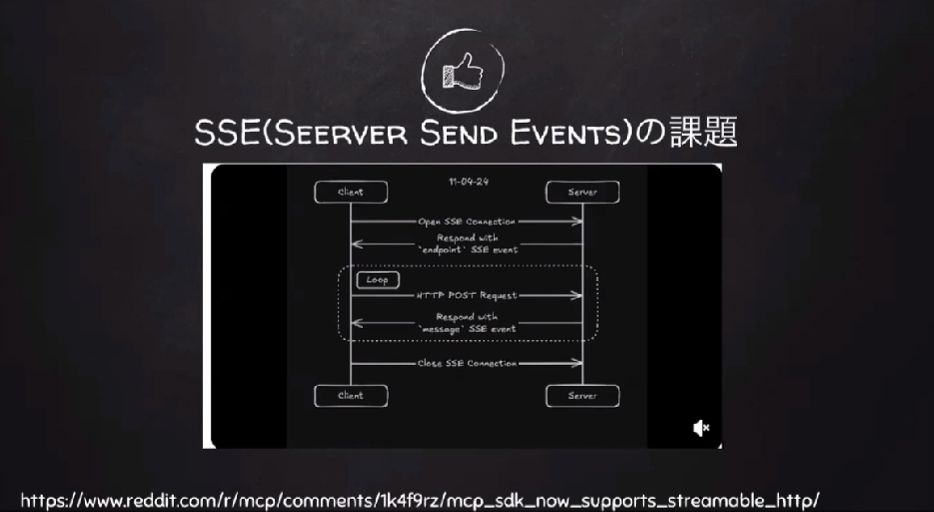 SSE(Seerver Send Events)の課題
11-09-24
Client
Server
Open SSE Connection
Respond with
`endpoint` SSE event
Loop
HTTP POST Request
Respond with
`message` SSE event
Close SSE Connection
Client
Server
https://www.reddit.com/r/mcp/comments/1k4f9rz/mcp_sdk_now_supports_streamable_http/